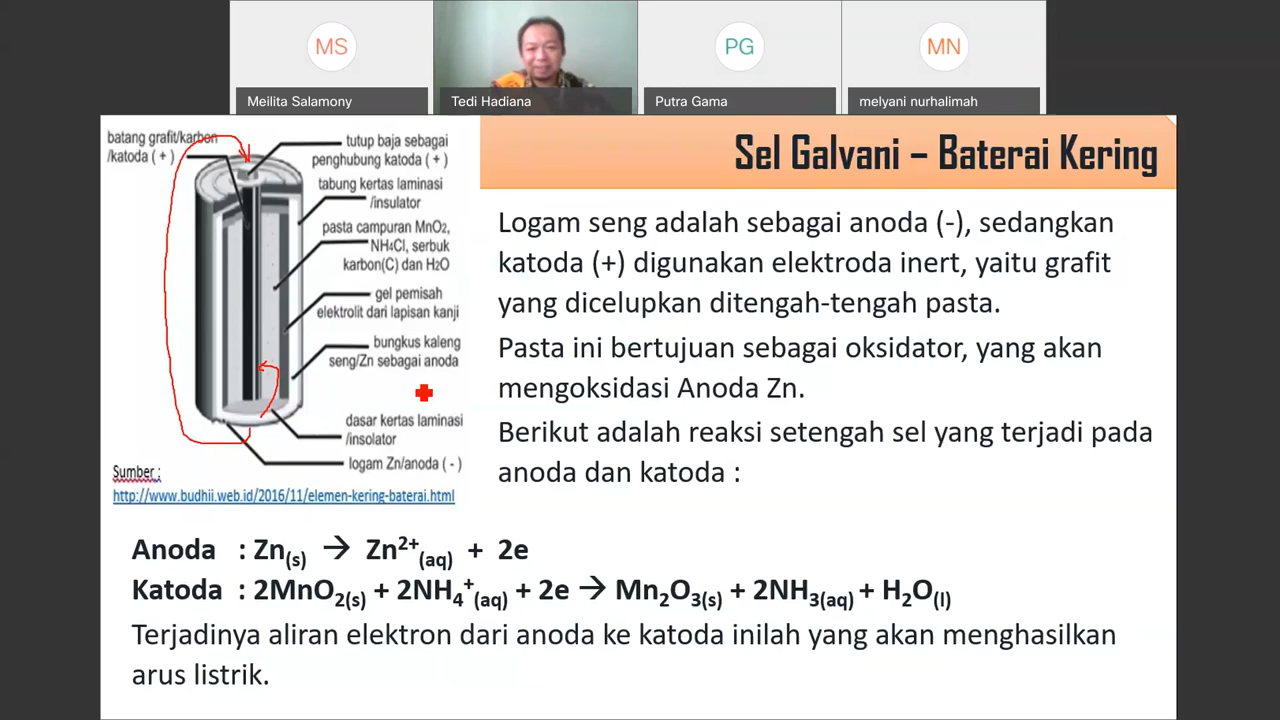 MS
PG
MN
Meilita Salamony
Tedi Hadiana
Putra Gama
melyani nurhalimah
batang grafit/karbon
/katoda ( + )
tutup baja sebagai
penghubung katoda ( + )
tabung kertas laminasi
/insulator
pasta campuran MnO₂,
NH₄Cl, serbuk
karbon(C) dan H₂O
gel pemisah
elektrolit dari lapisan kanji
bungkus kaleng
seng/Zn sebagai anoda
dasar kertas laminasi
/insolator
logam Zn/anoda ( - )
Sumber :
http://www.budhii.web.id/2016/11/elemen-kering-baterai.html
Sel Galvani – Baterai Kering
Logam seng adalah sebagai anoda (-), sedangkan
katoda (+) digunakan elektroda inert, yaitu grafit
yang dicelupkan ditengah-tengah pasta.
Pasta ini bertujuan sebagai oksidator, yang akan
mengoksidasi Anoda Zn.
Berikut adalah reaksi setengah sel yang terjadi pada
anoda dan katoda :
Anoda : Zn(s) → Zn²⁺(aq) + 2e
Katoda : 2MnO₂(s) + 2NH₄⁺(aq) + 2e → Mn₂O₃(s) + 2NH₃(aq) + H₂O(l)
Terjadinya aliran elektron dari anoda ke katoda inilah yang akan menghasilkan
arus listrik.